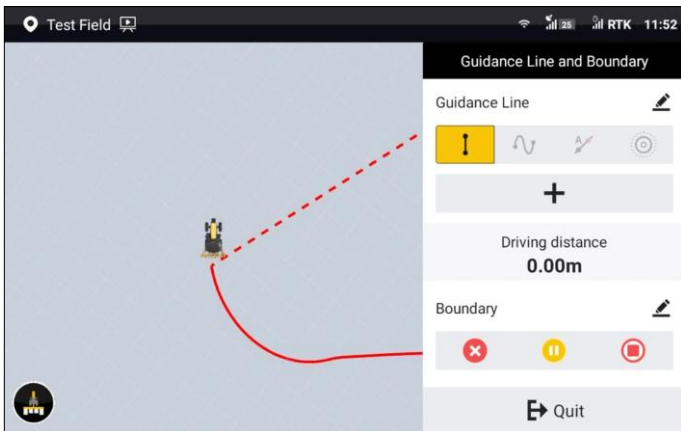 Test Field
25 RTK 11:52
Guidance Line and Boundary
Guidance Line
A
Driving distance
0.00m
Boundary
Quit